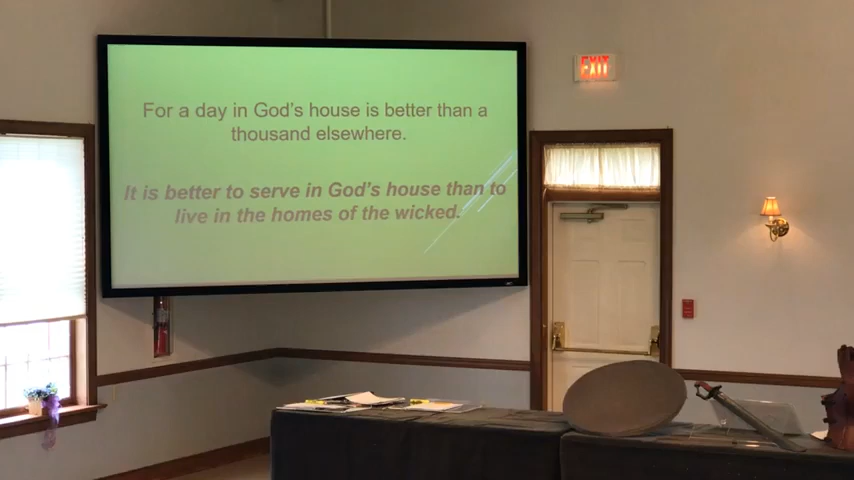 For a day in God's house is better than a
thousand elsewhere.
It is better to serve in God's house than to
live in the homes of the wicked.
EXIT